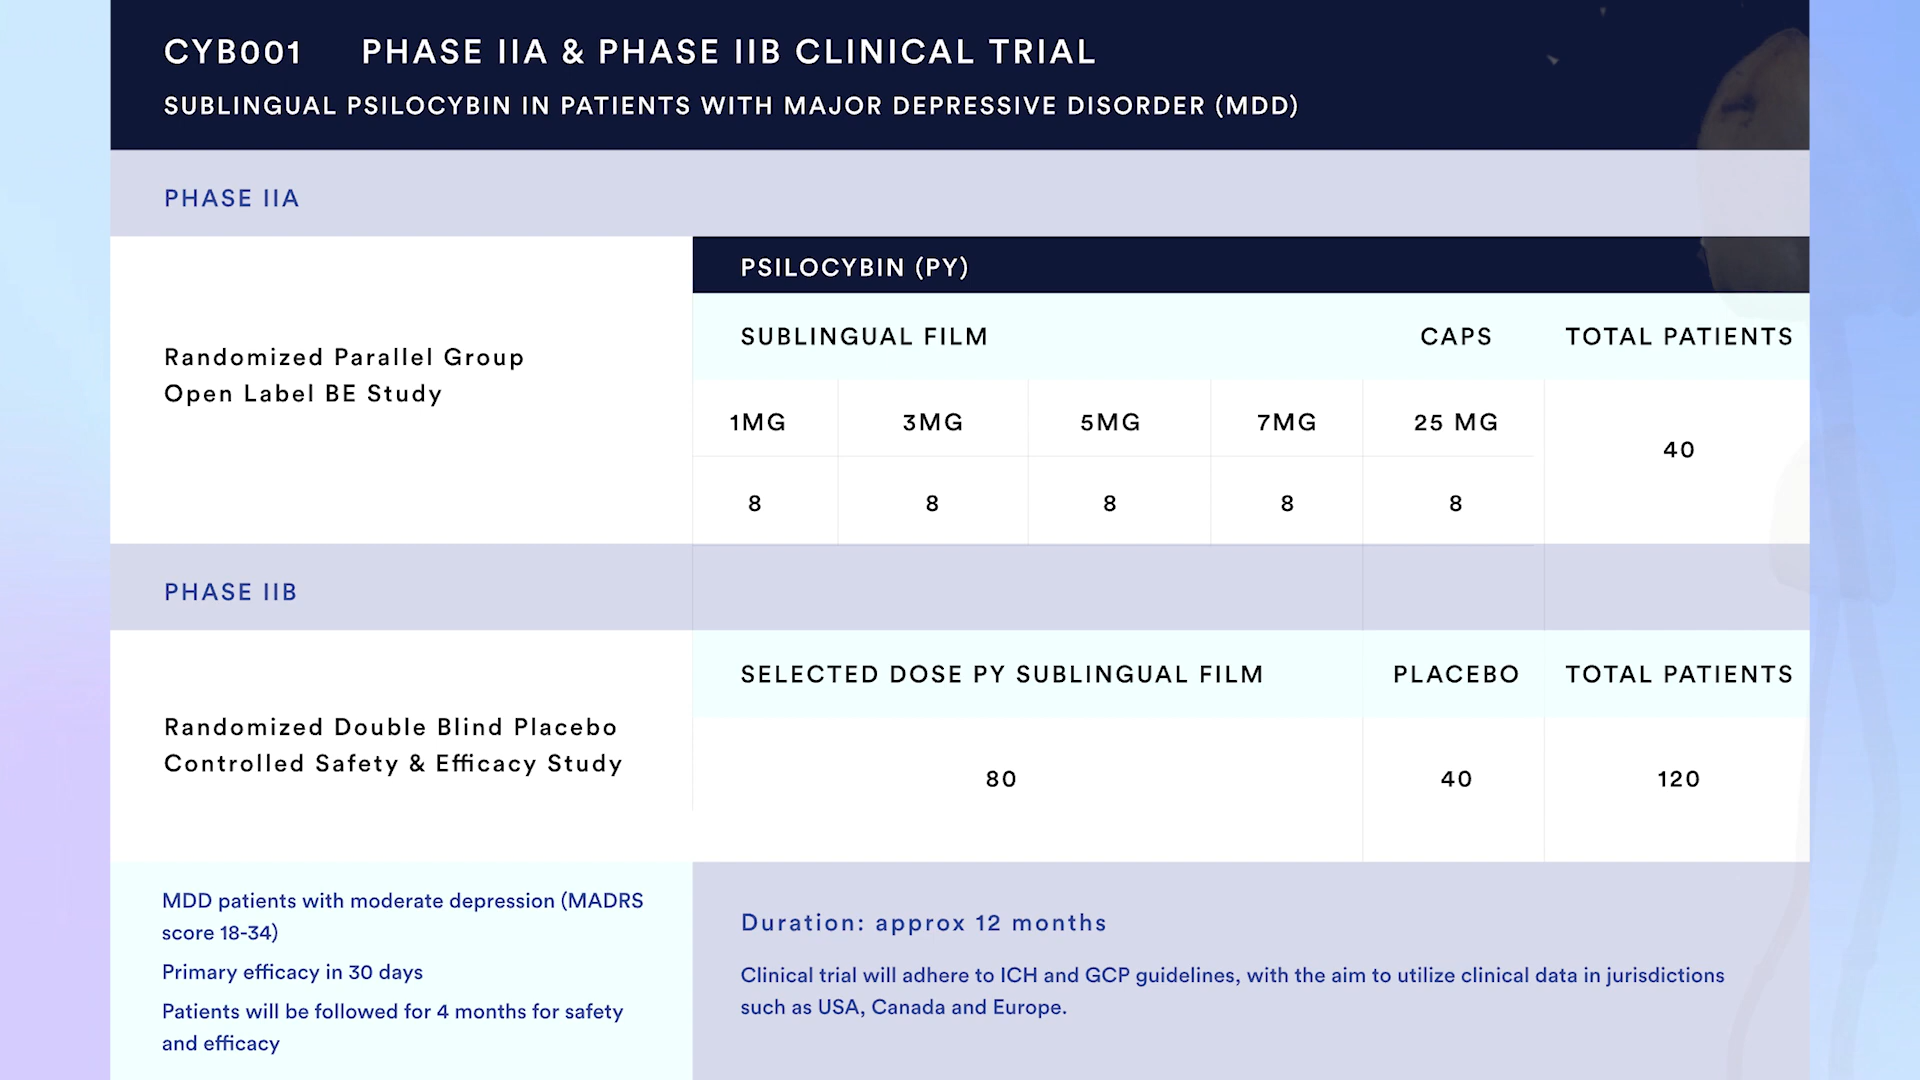 CYB001 PHASE IIA & PHASE IIB CLINICAL TRIAL
SUBLINGUAL PSILOCYBIN IN PATIENTS WITH MAJOR DEPRESSIVE DISORDER (MDD)
PHASE IIA
PSILOCYBIN (PY)
Randomized Parallel Group
Open Label BE Study
SUBLINGUAL FILM CAPS TOTAL PATIENTS
1MG 3MG 5MG 7MG 25 MG
40
8 8 8 8 8
PHASE IIB
SELECTED DOSE PY SUBLINGUAL FILM PLACEBO TOTAL PATIENTS
Randomized Double Blind Placebo
Controlled Safety & Efficacy Study
80 40 120
MDD patients with moderate depression (MADRS
score 18-34)
Primary efficacy in 30 days
Patients will be followed for 4 months for safety
and efficacy
Duration: approx 12 months
Clinical trial will adhere to ICH and GCP guidelines, with the aim to utilize clinical data in jurisdictions
such as USA, Canada and Europe.